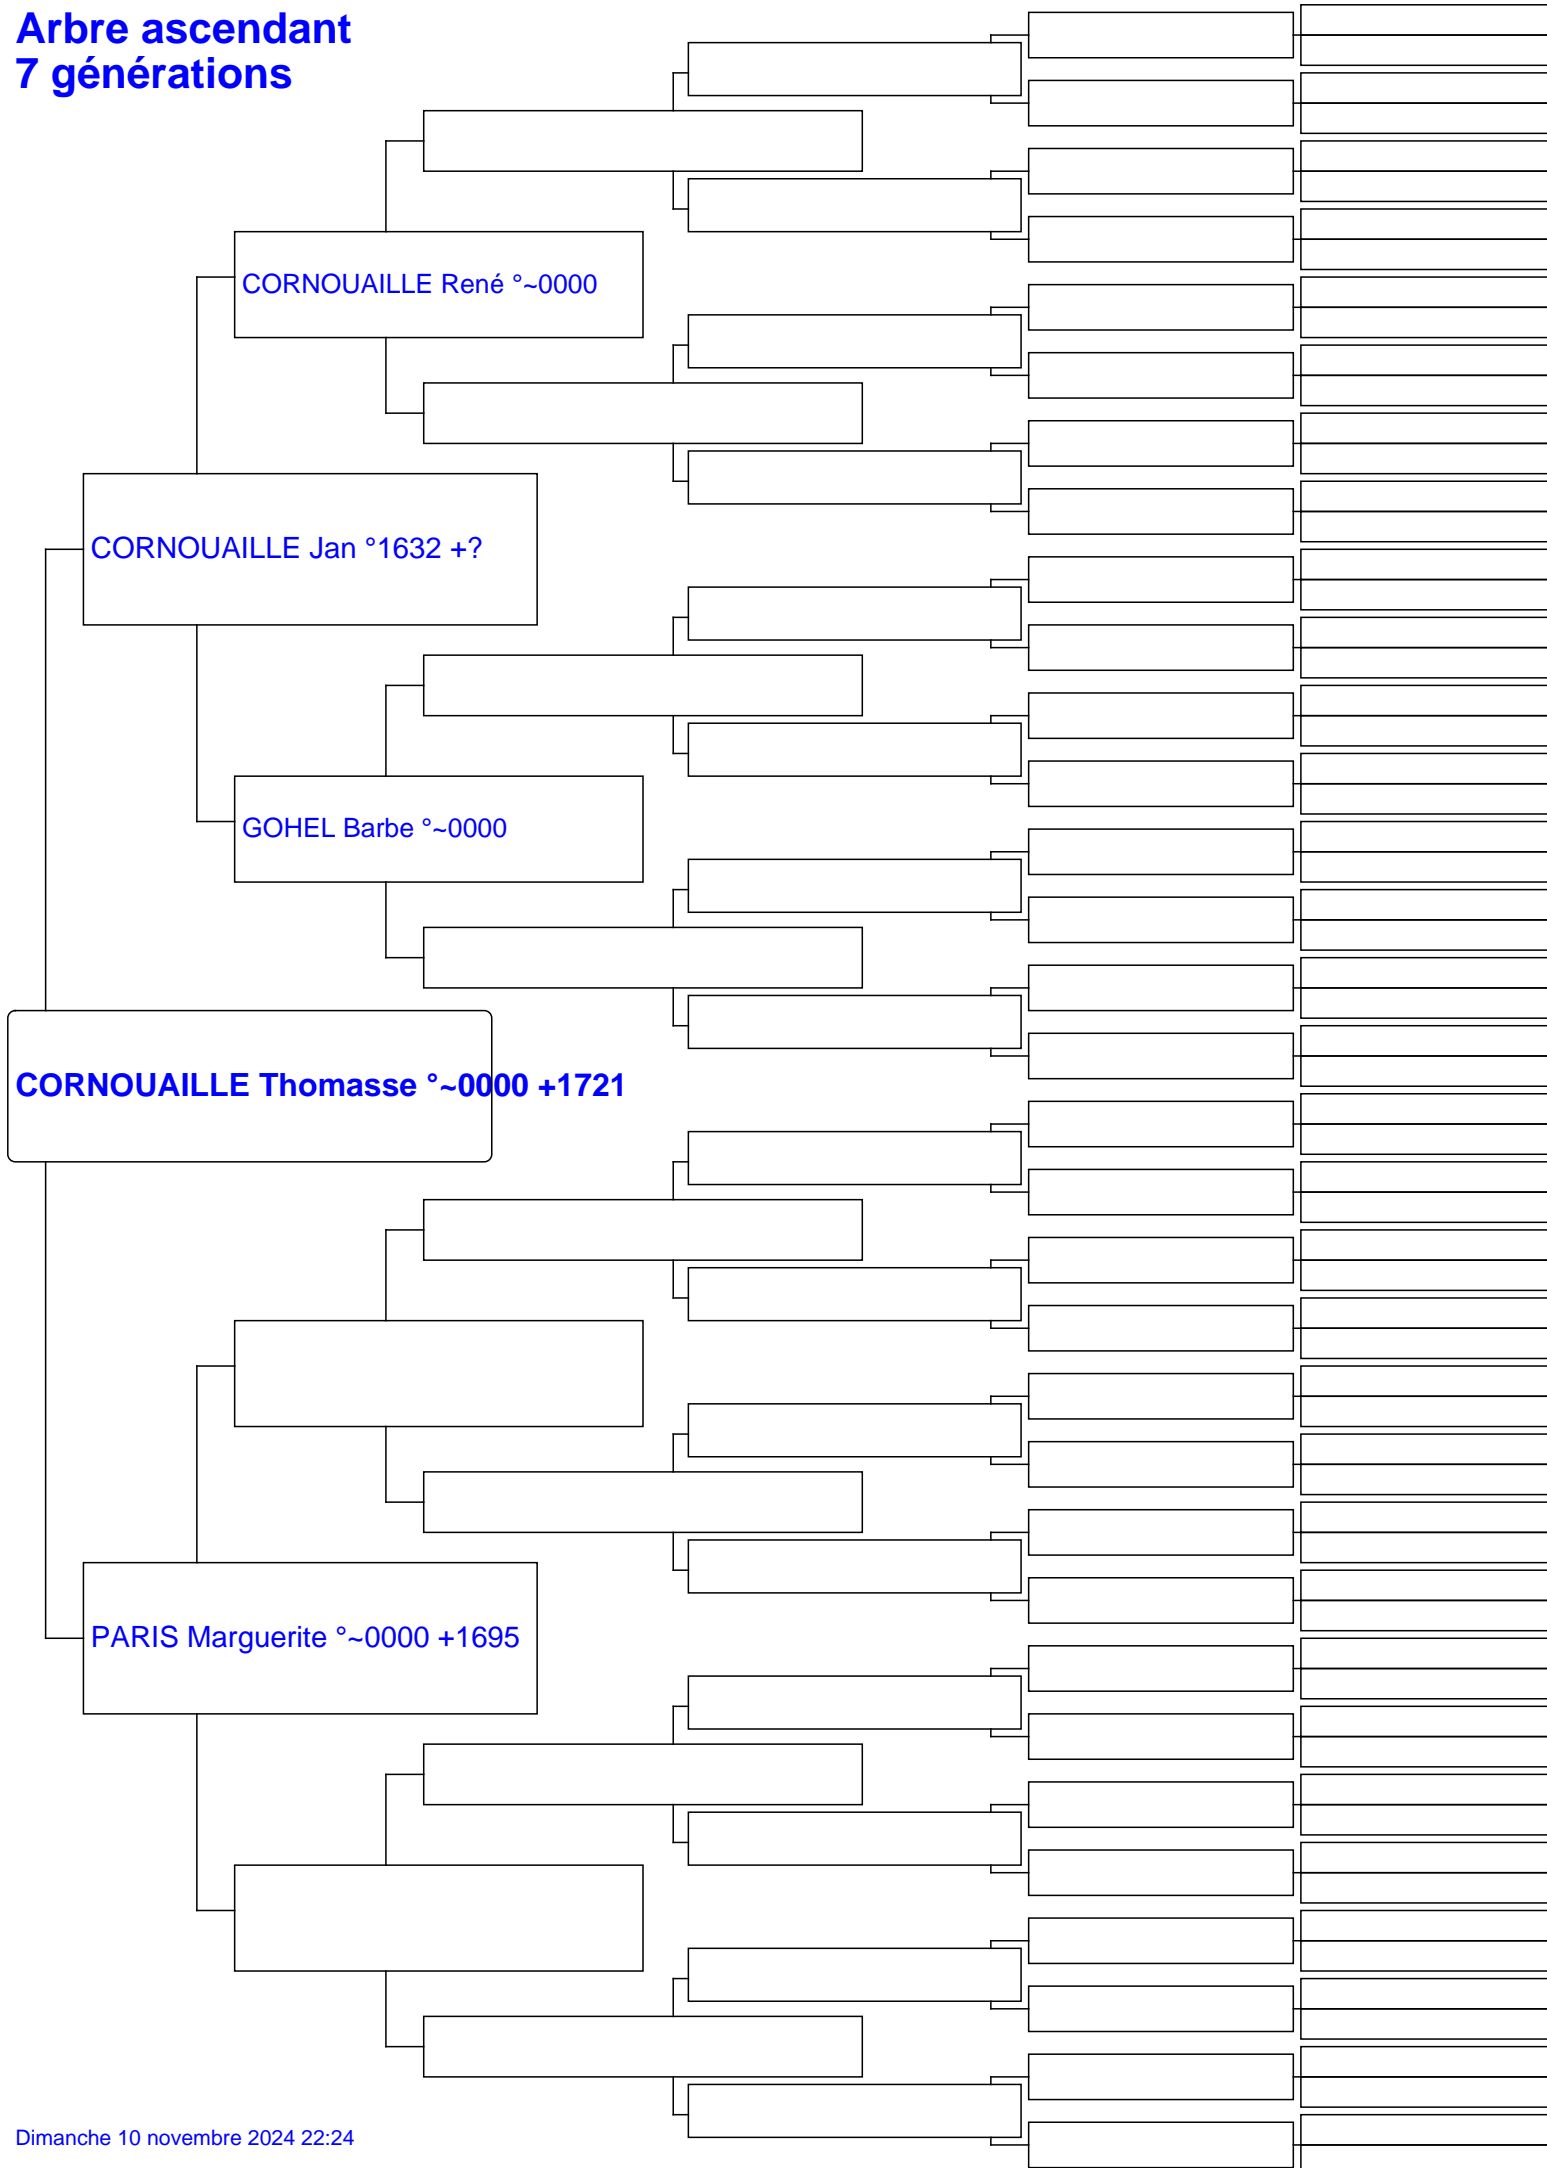 Arbre ascendant
7 générations
CORNOUAILLE René °~0000
CORNOUAILLE Jan °1632 +?
GOHEL Barbe °~0000
CORNOUAILLE Thomasse °~0000 +1721
PARIS Marguerite °~0000 +1695
Dimanche 10 novembre 2024 22:24